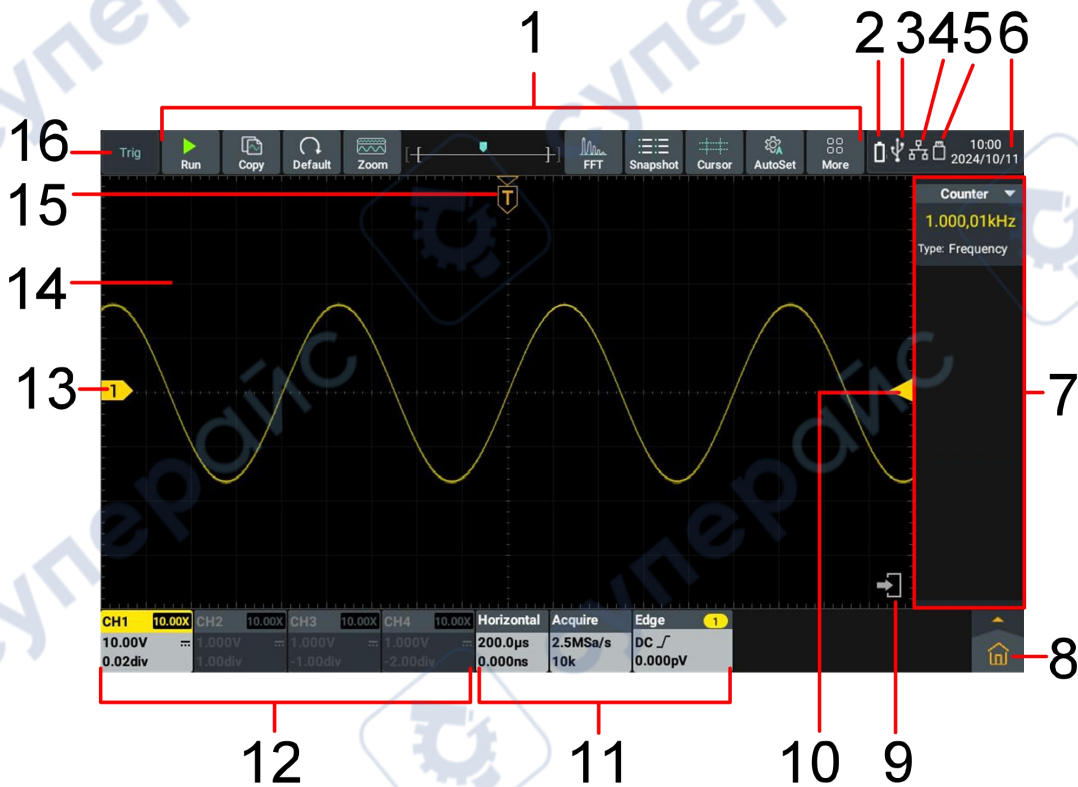 1
2 3 4 5 6
16
Trig
Run
Copy
Default
Zoom
FFT
Snapshot
Cursor
AutoSet
More
10:00
2024/10/11
15
T
Counter
1.000,01kHz
Type: Frequency
14
13
1
7
CH1 10.00X
10.00V
0.02div
CH2 10.00X
1.000V
1.00div
CH3 10.00X
1.000V
-1.00div
CH4 10.00X
1.000V
-2.00div
Horizontal
200.0μs
0.000ns
Acquire
2.5MSa/s
10k
Edge 1
DC
0.000pV
8
12
11
10
9
суперайс
суперайс